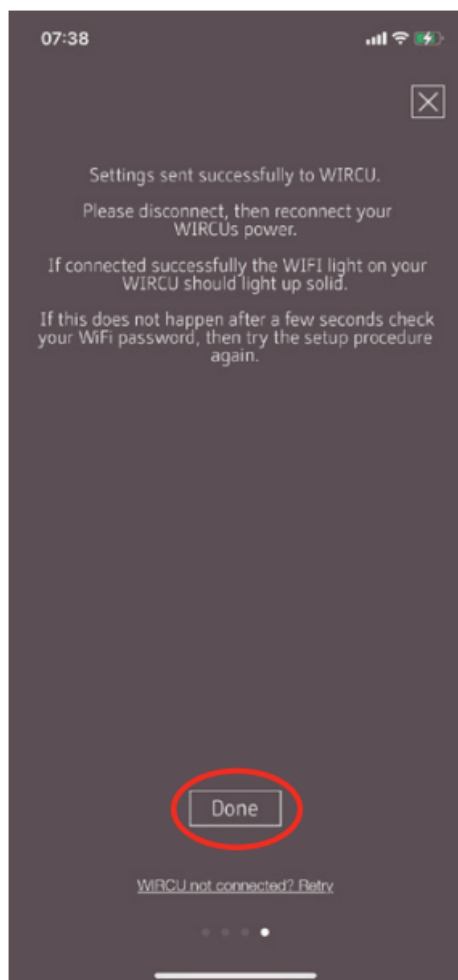 07:38
Settings sent successfully to WIRCU.
Please disconnect, then reconnect your
WIRCUs power.
If connected successfully the WIFI light on your
WIRCU should light up solid.
If this does not happen after a few seconds check
your WiFi password, then try the setup procedure
again.
Done
WIRCU not connected? Retry